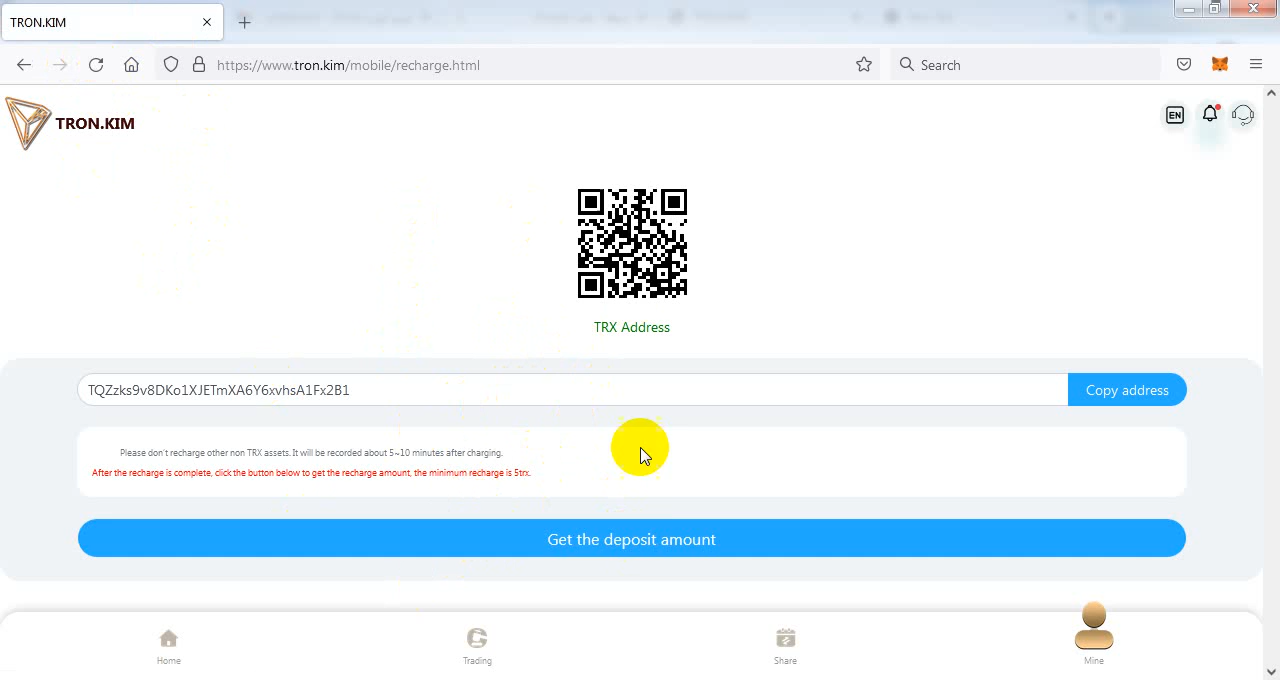 TRON.KIM
https://www.tron.kim/mobile/recharge.html
Search
TRON.KIM
EN
TRX Address
TQZzks9v8DKo1XJETmXA6Y6xvhsA1Fx2B1
Copy address
Please don't recharge other non TRX assets. It will be recorded about 5~10 minutes after charging.
After the recharge is complete, click the button below to get the recharge amount, the minimum recharge is 5trx.
Get the deposit amount
Home
Trading
Share
Mine